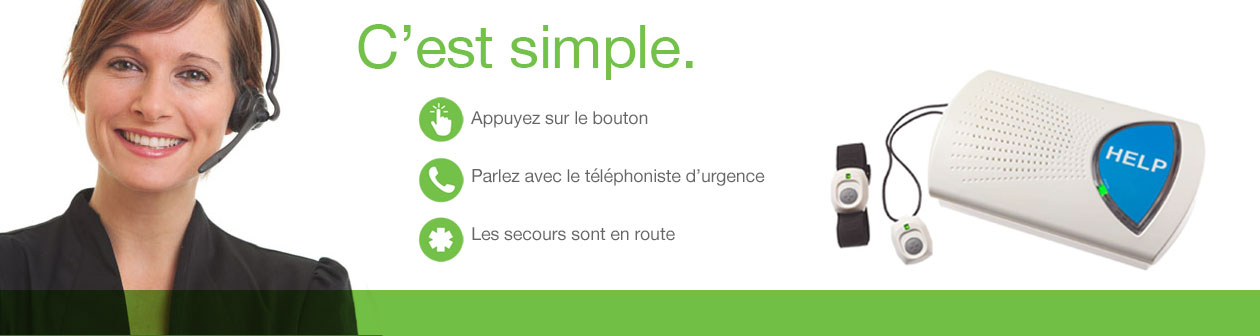 C’est simple.
Appuyez sur le bouton
Parlez avec le téléphoniste d’urgence
Les secours sont en route
HELP